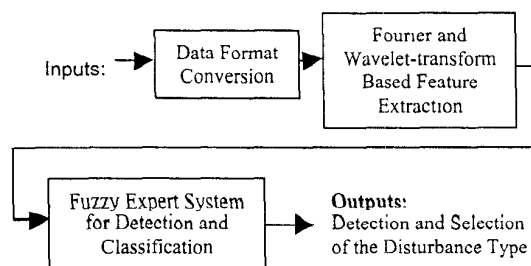 Inputs:
Data Format
Conversion
Fourier and
Wavelet-transform
Based Feature
Extraction
Fuzzy Expert System
for Detection and
Classification
Outputs:
Detection and Selection
of the Disturbance Type